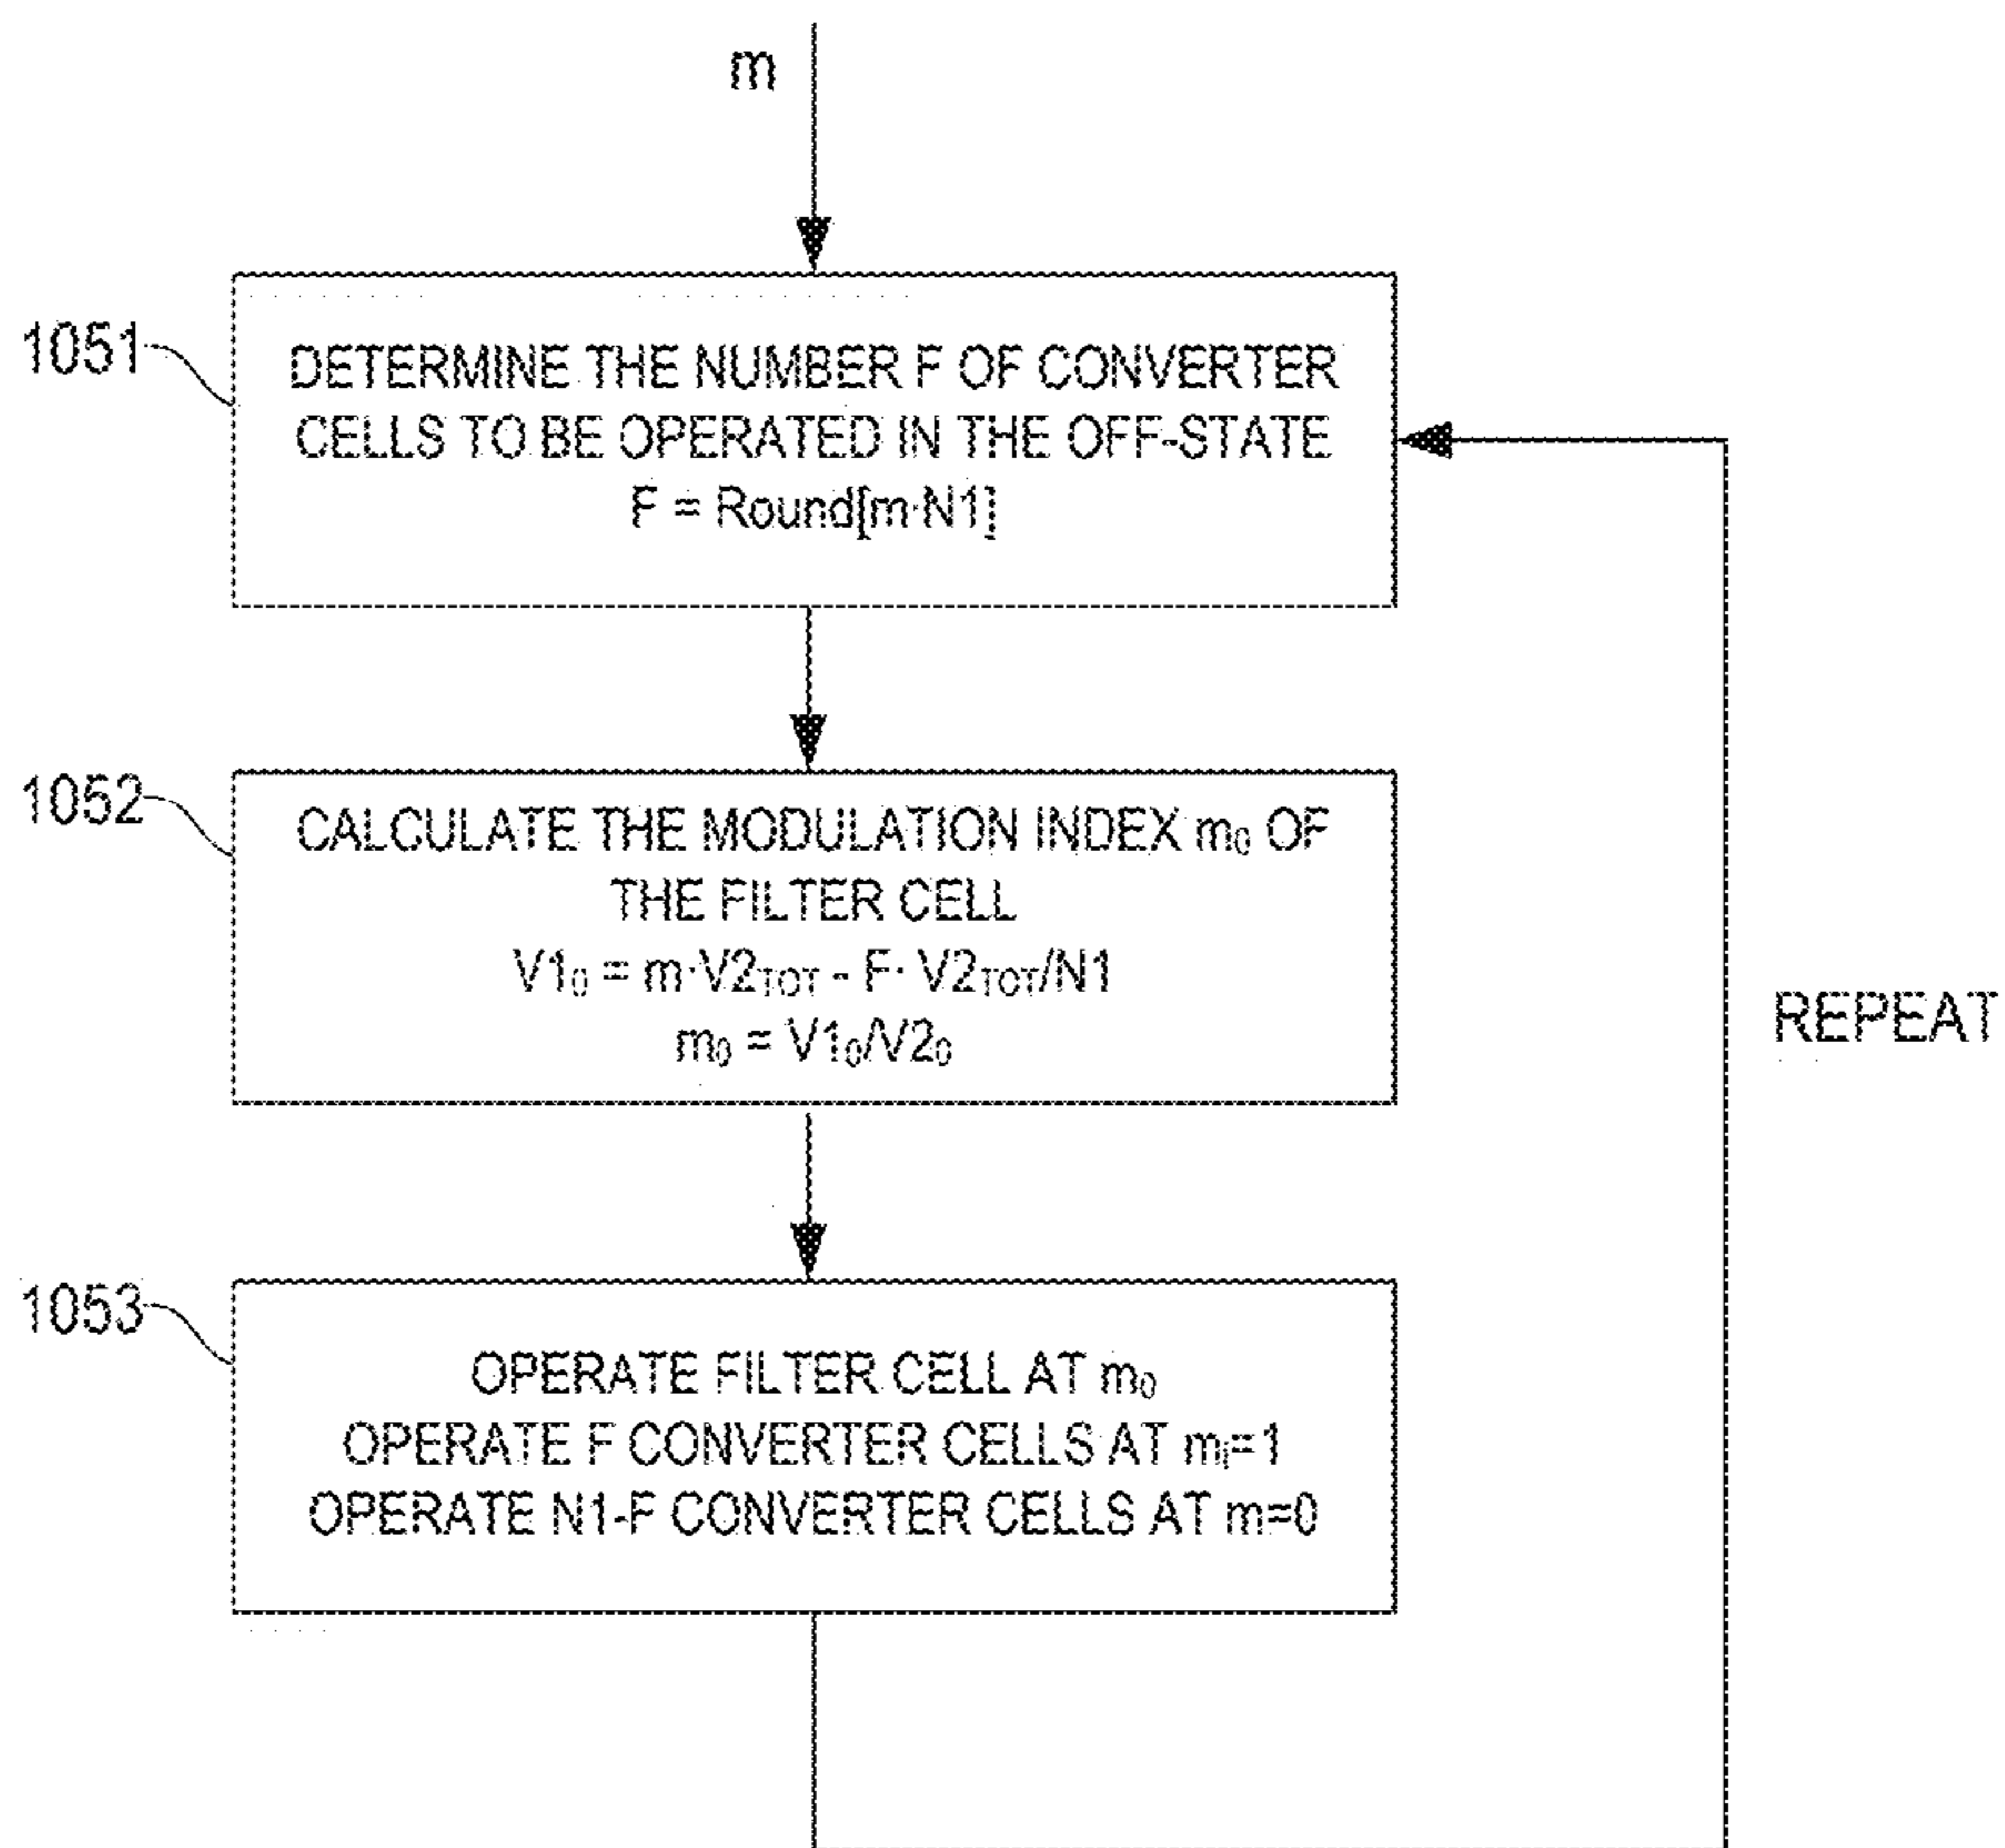 m
1051
DETERMINE THE NUMBER F OF CONVERTER
CELLS TO BE OPERATED IN THE OFF-STATE
F = Round[m·N1]
1052
CALCULATE THE MODULATION INDEX m₀ OF
THE FILTER CELL
V1₀ = m·V2TOT - F· V2TOT/N1
m₀ = V1₀/V2₀
REPEAT
1053
OPERATE FILTER CELL AT m₀
OPERATE F CONVERTER CELLS AT mᵢ=1
OPERATE N1-F CONVERTER CELLS AT m=0